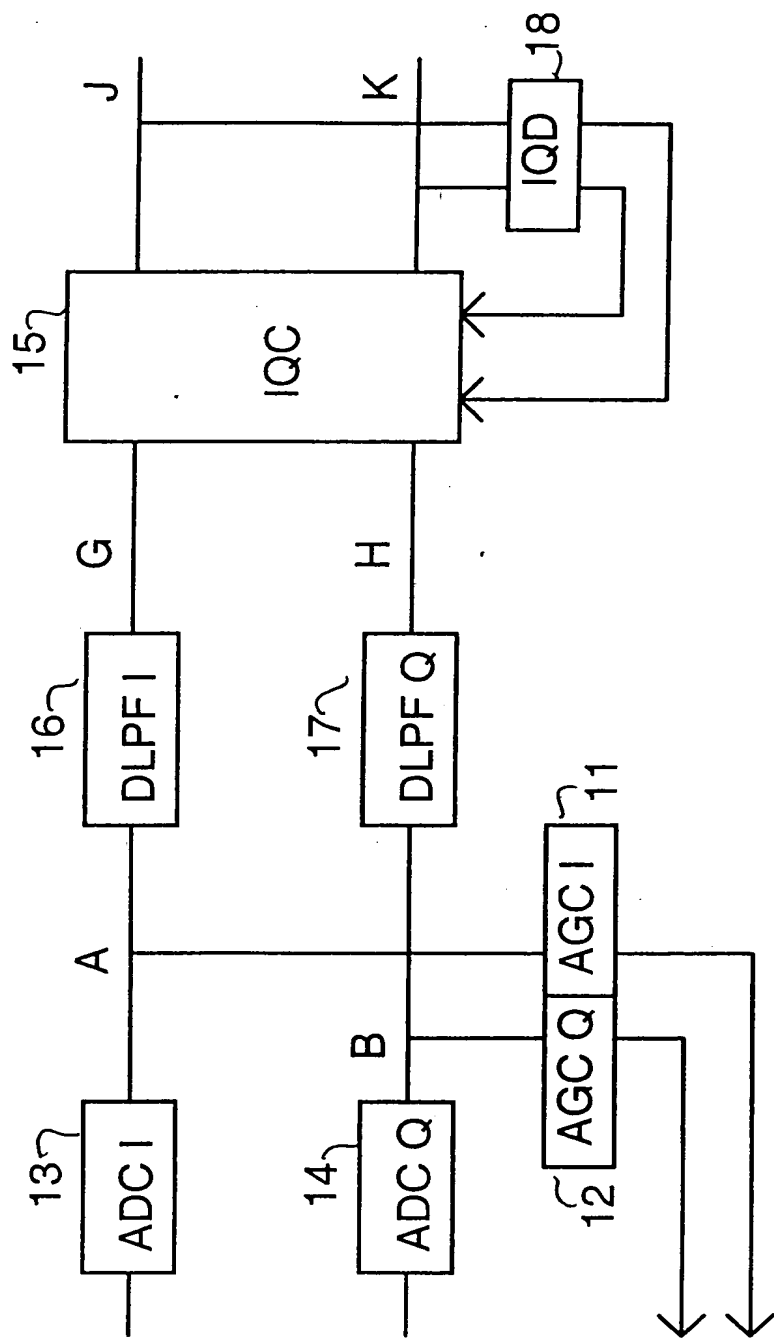 13
ADC I
A
16
DLPF I
G
15
IQC
J
14
ADC Q
B
17
DLPF Q
H
K
12
AGC Q
AGC I
11
IQD
18